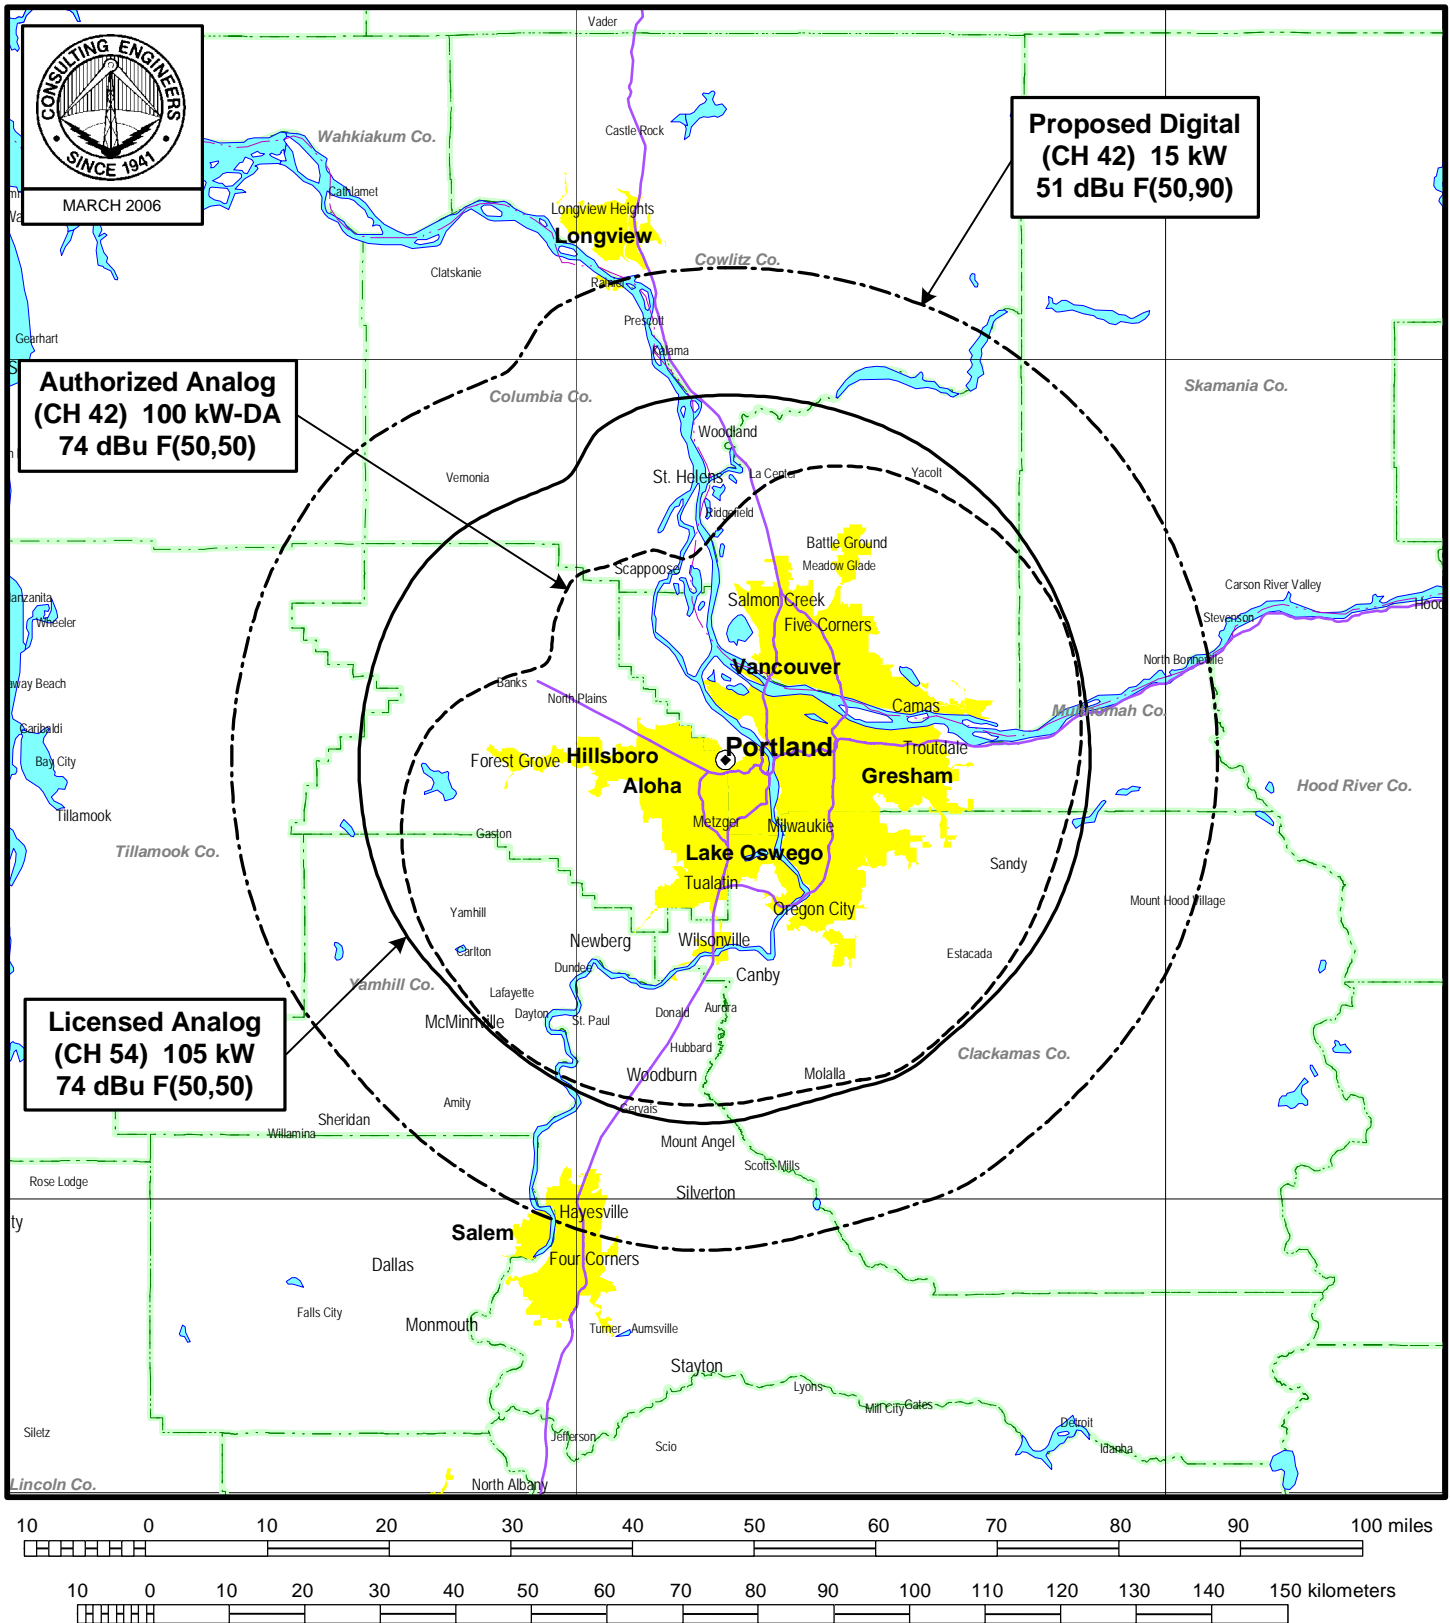 CONSULTING ENGINEERS
SINCE 1941
MARCH 2006
Vader
Castle Rock
Wahkiakum Co.
Cathlamet
Proposed Digital
(CH 42) 15 kW
51 dBu F(50,90)
Longview Heights
Longview
Cowlitz Co.
Clatskanie
Rainier
Prescott
Gearhart
Kalama
Authorized Analog
(CH 42) 100 kW-DA
74 dBu F(50,50)
Columbia Co.
Skamania Co.
Woodland
Vernonia
St. Helens
La Center
Yacolt
Ridgefield
Battle Ground
Scappoose
Meadow Glade
Carson River Valley
anzanita
Salmon Creek
Hood
Wheeler
Five Corners
Stevenson
Vancouver
North Bonneville
away Beach
Banks
North Plains
Camas
Multnomah Co.
Garibaldi
Portland
Troutdale
Bay City
Forest Grove
Hillsboro
Aloha
Gresham
Hood River Co.
Tillamook
Metzger
Milwaukie
Gaston
Tillamook Co.
Lake Oswego
Sandy
Tualatin
Mount Hood Village
Yamhill
Oregon City
Newberg
Wilsonville
Carlton
Estacada
Dundee
Canby
Yamhill Co.
Lafayette
Dayton
Donald
Aurora
McMinnville
St. Paul
Licensed Analog
(CH 54) 105 kW
74 dBu F(50,50)
Hubbard
Clackamas Co.
Woodburn
Molalla
Amity
Gervais
Sheridan
Willamina
Mount Angel
Scotts Mills
Rose Lodge
Silverton
ty
Hayesville
Salem
Four Corners
Dallas
Falls City
Monmouth
Turner
Aumsville
Stayton
Lyons
Mill City
Gates
Detroit
Siletz
Jefferson
Scio
Idanha
Lincoln Co.
North Albany
10 0 10 20 30 40 50 60 70 80 90 100 miles
10 0 10 20 30 40 50 60 70 80 90 100 110 120 130 140 150 kilometers